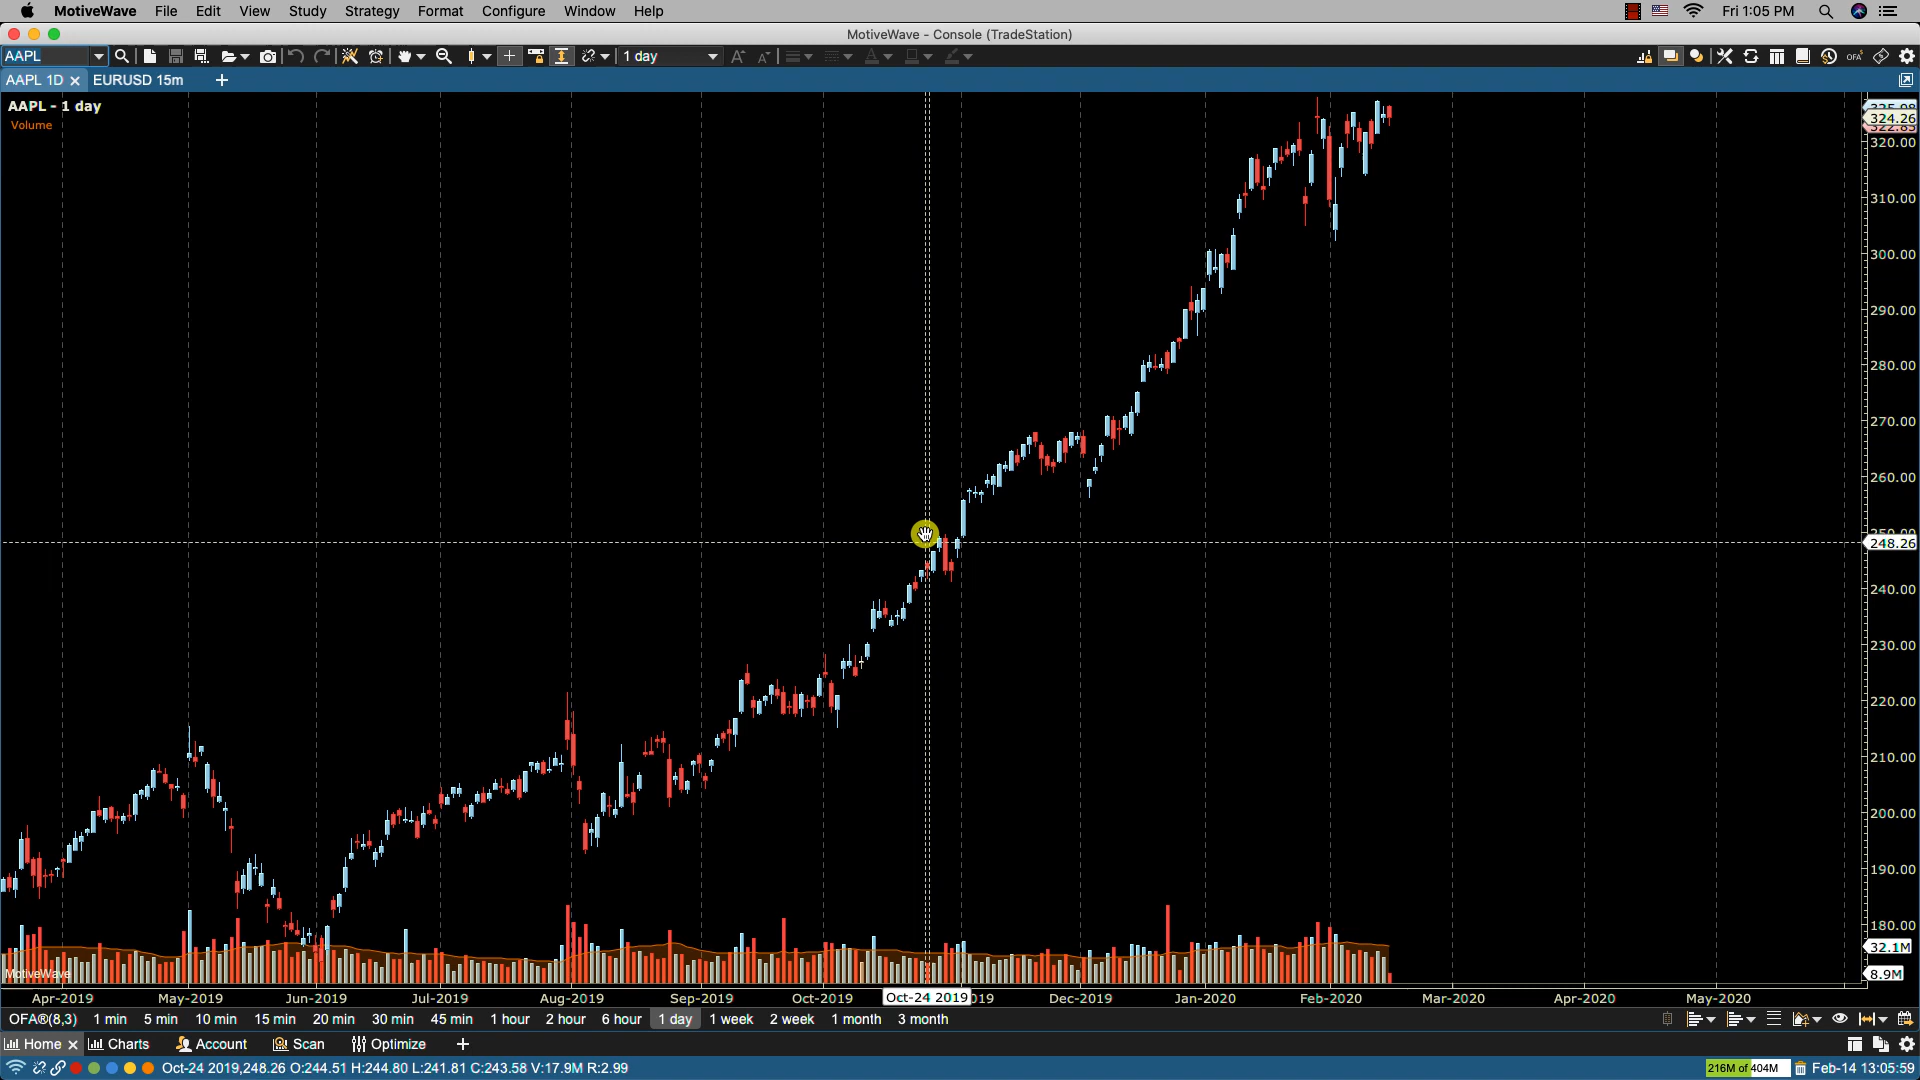 MotiveWave File Edit View Study Strategy Format Configure Window Help Fri 1:05 PM
MotiveWave - Console (TradeStation)
AAPL 1 day A A OFA
AAPL 1D EURUSD 15m +
AAPL - 1 day
Volume
324.26
320.00
310.00
300.00
290.00
280.00
270.00
260.00
248.26
240.00
230.00
220.00
210.00
200.00
190.00
180.00
32.1M
8.9M
MotiveWave
Apr-2019 May-2019 Jun-2019 Jul-2019 Aug-2019 Sep-2019 Oct-2019 Oct-24 2019 Dec-2019 Jan-2020 Feb-2020 Mar-2020 Apr-2020 May-2020
OFA®(8,3) 1 min 5 min 10 min 15 min 20 min 30 min 45 min 1 hour 2 hour 6 hour 1 day 1 week 2 week 1 month 3 month
Home Charts Account Scan Optimize +
Oct-24 2019,248.26 O:244.51 H:244.80 L:241.81 C:243.58 V:17.9M R:2.99 216M of 404M Feb-14 13:05:59